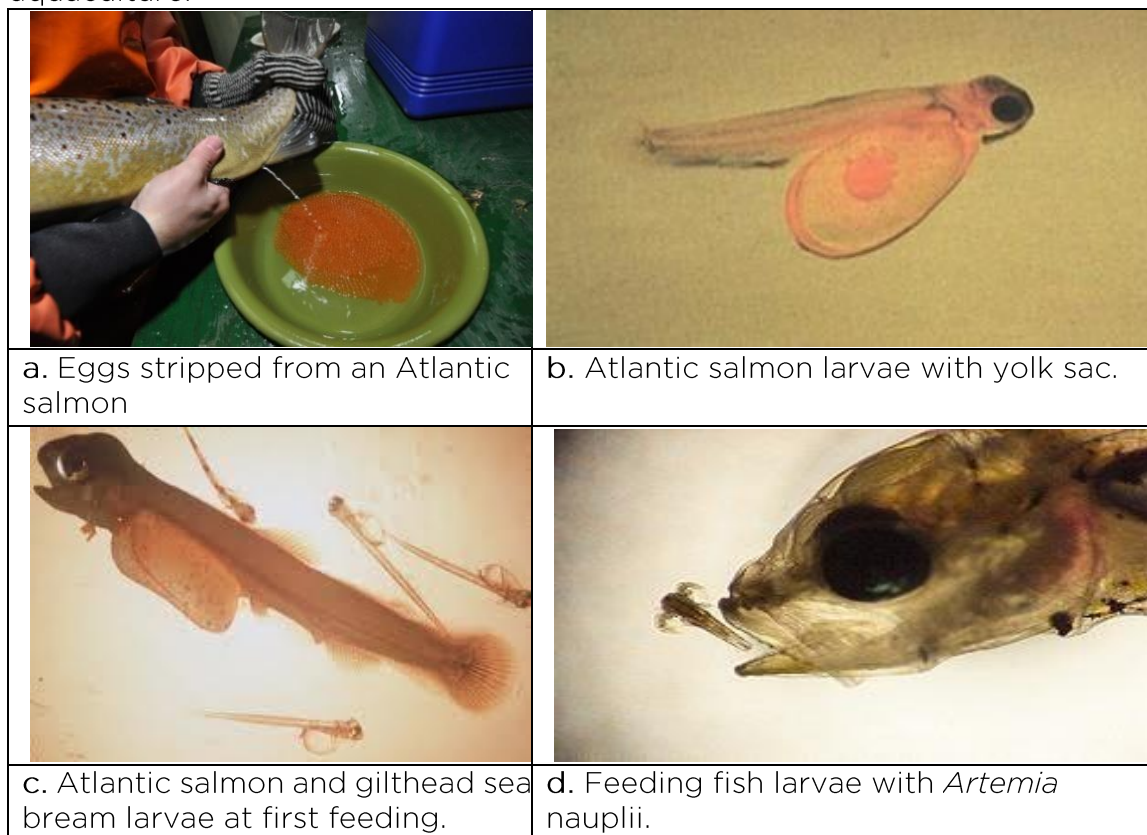 aquaculture.
a. Eggs stripped from an Atlantic
salmon
b. Atlantic salmon larvae with yolk sac.
c. Atlantic salmon and gilthead sea
bream larvae at first feeding.
d. Feeding fish larvae with Artemia
nauplii.